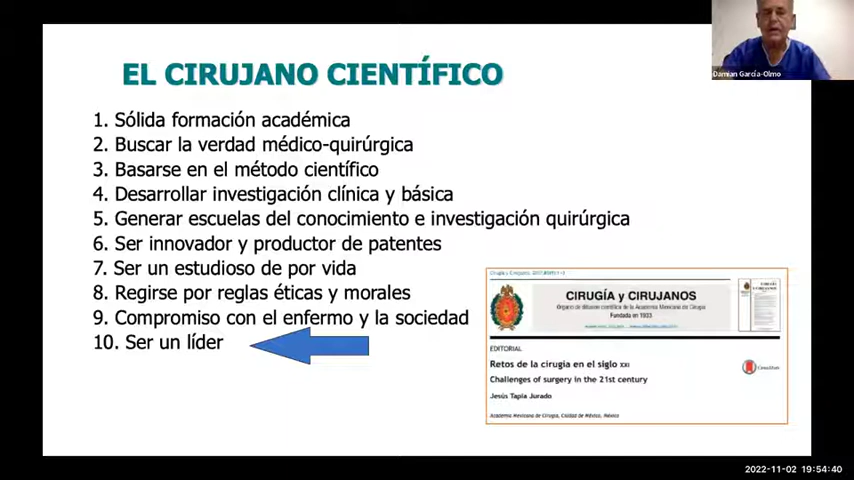 Damian García-Olmo
EL CIRUJANO CIENTÍFICO
1. Sólida formación académica
2. Buscar la verdad médico-quirúrgica
3. Basarse en el método científico
4. Desarrollar investigación clínica y básica
5. Generar escuelas del conocimiento e investigación quirúrgica
6. Ser innovador y productor de patentes
7. Ser un estudioso de por vida
8. Regirse por reglas éticas y morales
9. Compromiso con el enfermo y la sociedad
10. Ser un líder
CIRUGÍA y CIRUJANOS
Órgano de difusión científica de la Academia Mexicana de Cirugía
Fundada en 1933
EDITORIAL
Retos de la cirugía en el siglo XXI
Challenges of surgery in the 21st century
Jesús Tapia Jurado
Academia Mexicana de Cirugía, Ciudad de México, México
2022-11-02 19:54:40